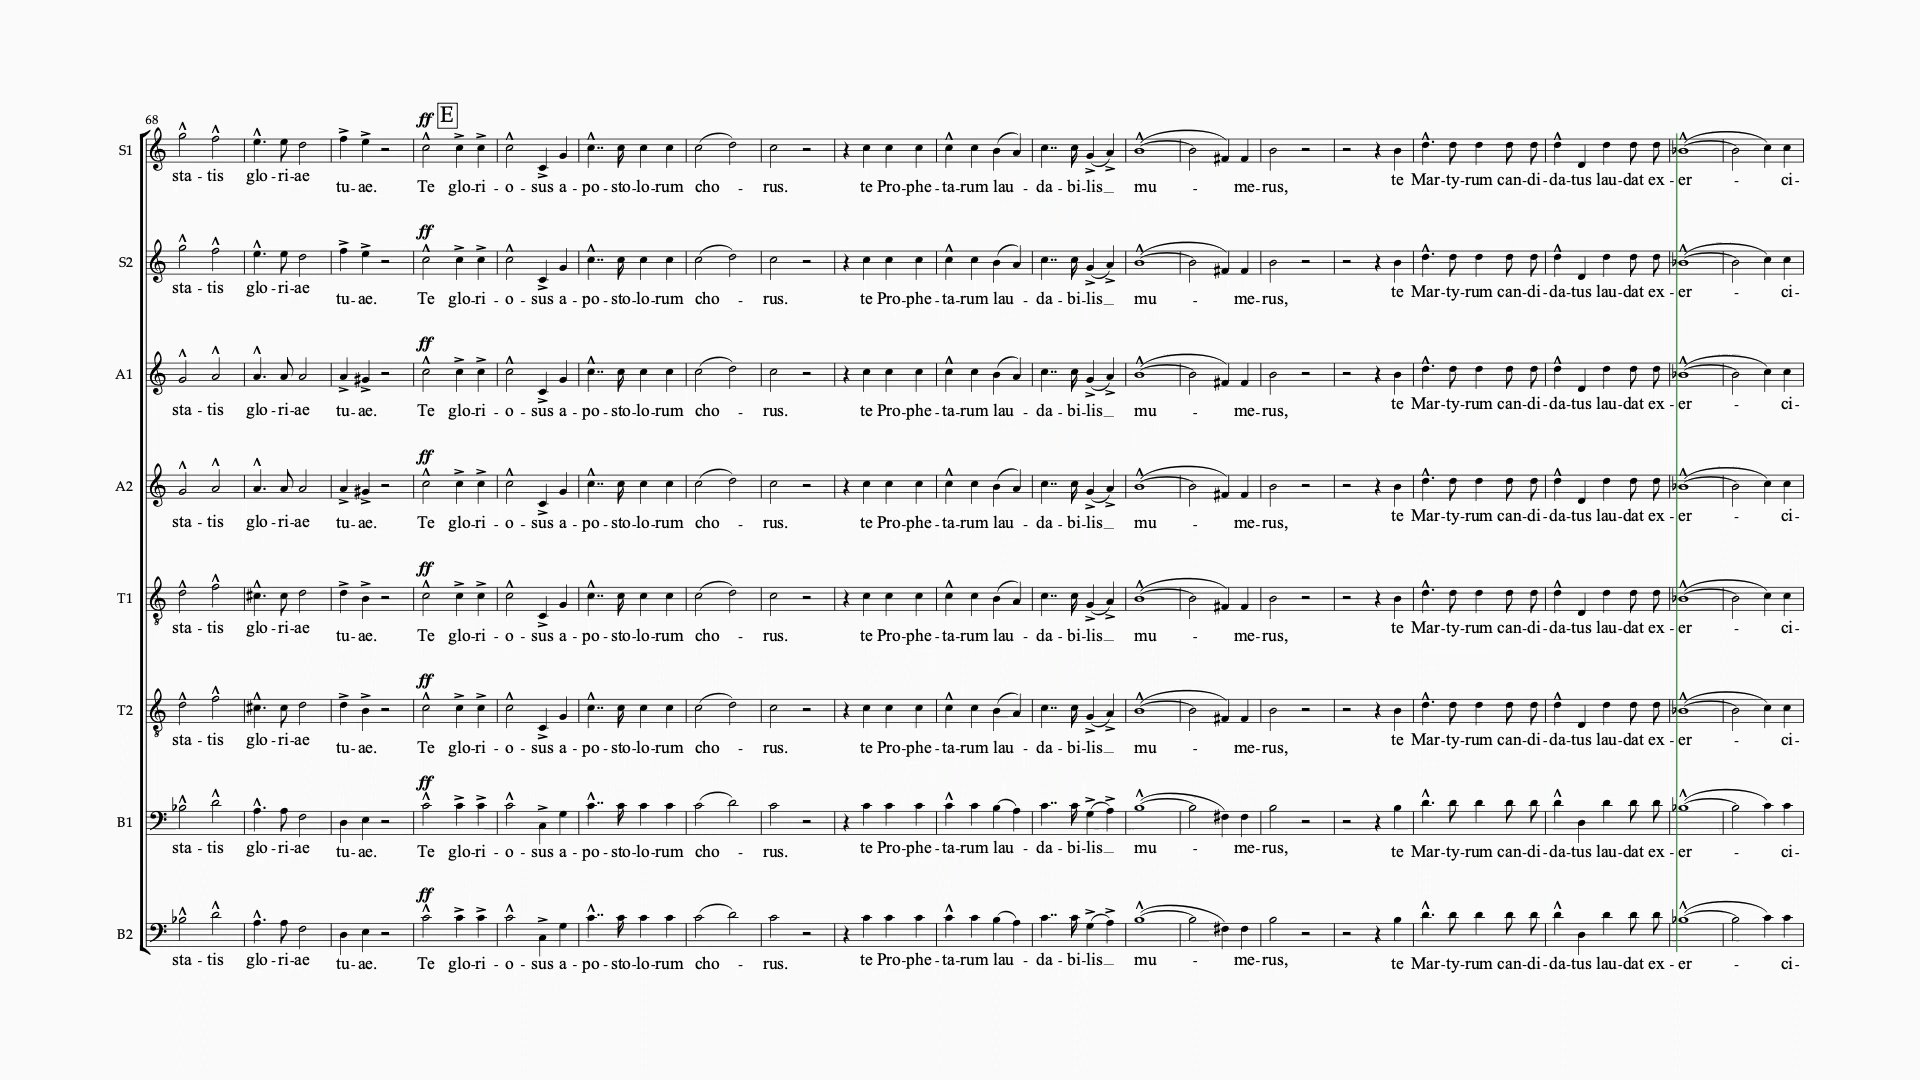 68
ff E
S1
sta - tis glo - ri - ae tu - ae. Te glo - ri - o - sus a - po - sto - lo - rum cho - rus. te Pro - phe - ta - rum lau - da - bi - lis_ mu - me - rus, te Mar - ty - rum can - di - da - tus lau - dat ex - er - ci -
ff
S2
sta - tis glo - ri - ae tu - ae. Te glo - ri - o - sus a - po - sto - lo - rum cho - rus. te Pro - phe - ta - rum lau - da - bi - lis_ mu - me - rus, te Mar - ty - rum can - di - da - tus lau - dat ex - er - ci -
ff
A1
sta - tis glo - ri - ae tu - ae. Te glo - ri - o - sus a - po - sto - lo - rum cho - rus. te Pro - phe - ta - rum lau - da - bi - lis_ mu - me - rus, te Mar - ty - rum can - di - da - tus lau - dat ex - er - ci -
ff
A2
sta - tis glo - ri - ae tu - ae. Te glo - ri - o - sus a - po - sto - lo - rum cho - rus. te Pro - phe - ta - rum lau - da - bi - lis_ mu - me - rus, te Mar - ty - rum can - di - da - tus lau - dat ex - er - ci -
ff
T1
sta - tis glo - ri - ae tu - ae. Te glo - ri - o - sus a - po - sto - lo - rum cho - rus. te Pro - phe - ta - rum lau - da - bi - lis_ mu - me - rus, te Mar - ty - rum can - di - da - tus lau - dat ex - er - ci -
ff
T2
sta - tis glo - ri - ae tu - ae. Te glo - ri - o - sus a - po - sto - lo - rum cho - rus. te Pro - phe - ta - rum lau - da - bi - lis_ mu - me - rus, te Mar - ty - rum can - di - da - tus lau - dat ex - er - ci -
ff
B1
sta - tis glo - ri - ae tu - ae. Te glo - ri - o - sus a - po - sto - lo - rum cho - rus. te Pro - phe - ta - rum lau - da - bi - lis_ mu - me - rus, te Mar - ty - rum can - di - da - tus lau - dat ex - er - ci -
ff
B2
sta - tis glo - ri - ae tu - ae. Te glo - ri - o - sus a - po - sto - lo - rum cho - rus. te Pro - phe - ta - rum lau - da - bi - lis_ mu - me - rus, te Mar - ty - rum can - di - da - tus lau - dat ex - er - ci -